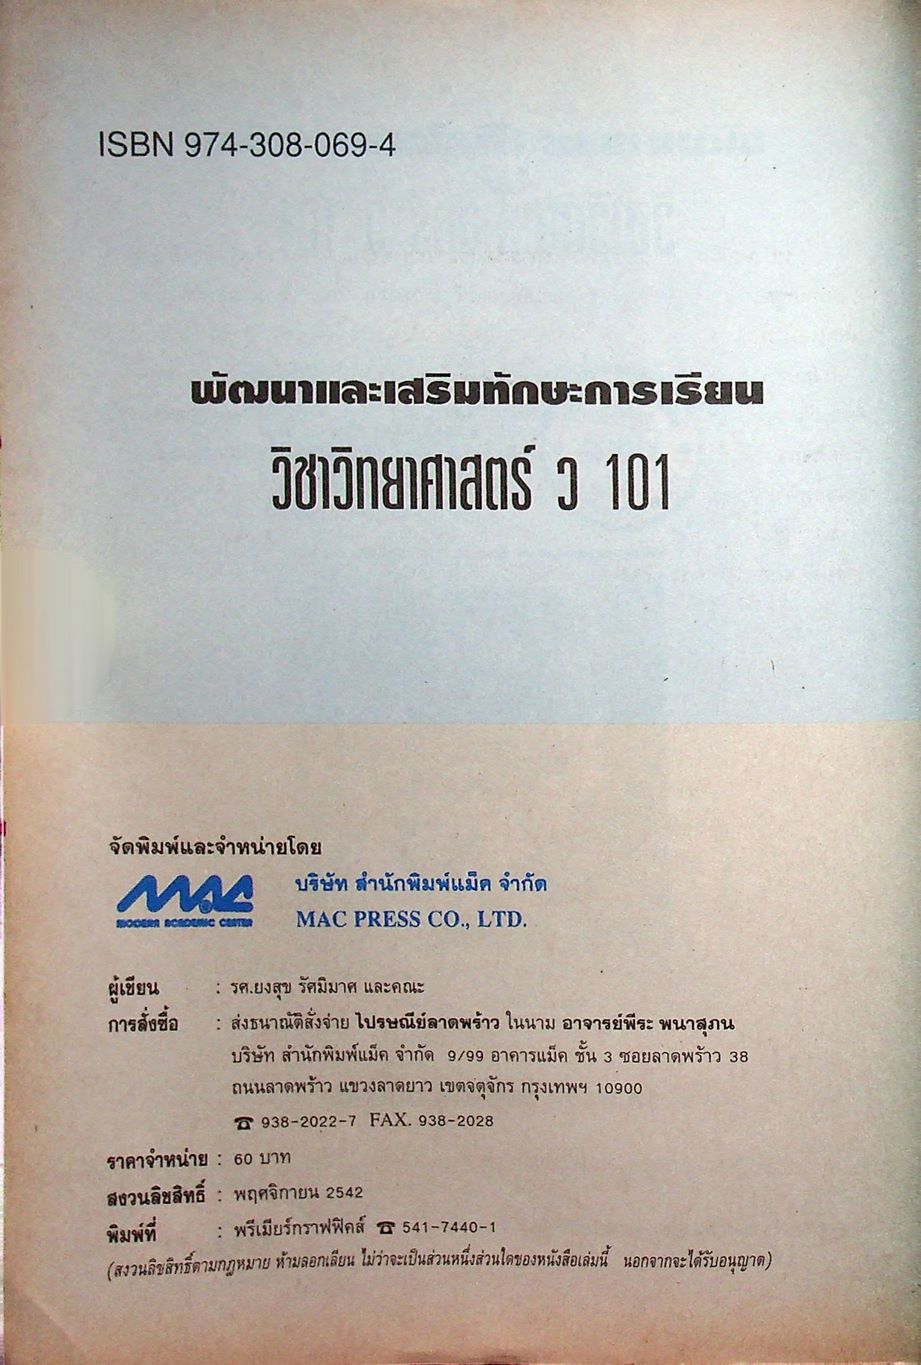 ISBN 974-308-069-4
พัฒนาและเสริมทักษะการเรียน
วิชาวิทยาศาสตร์ ว 101
จัดพิมพ์และจำหน่ายโดย
MAC
MODERN ACADEMIC CENTER
บริษัท สำนักพิมพ์แม็ค จำกัด
MAC PRESS CO., LTD.
ผู้เขียน : รศ.ยงสุข รัศมิมาศ และคณะ
การสั่งซื้อ : ส่งธนาณัติสั่งจ่าย ไปรษณีย์ลาดพร้าว ในนาม อาจารย์พีระ พนาสุภน
บริษัท สำนักพิมพ์แม็ค จำกัด 9/99 อาคารแม็ค ชั้น 3 ซอยลาดพร้าว 38
ถนนลาดพร้าว แขวงลาดยาว เขตจตุจักร กรุงเทพฯ 10900
☎ 938-2022-7 FAX. 938-2028
ราคาจำหน่าย : 60 บาท
สงวนลิขสิทธิ์ : พฤศจิกายน 2542
พิมพ์ที่ : พรีเมียร์กราฟฟิคส์ ☎ 541-7440-1
(สงวนลิขสิทธิ์ตามกฎหมาย ห้ามลอกเลียน ไม่ว่าจะเป็นส่วนหนึ่งส่วนใดของหนังสือเล่มนี้ นอกจากจะได้รับอนุญาต)